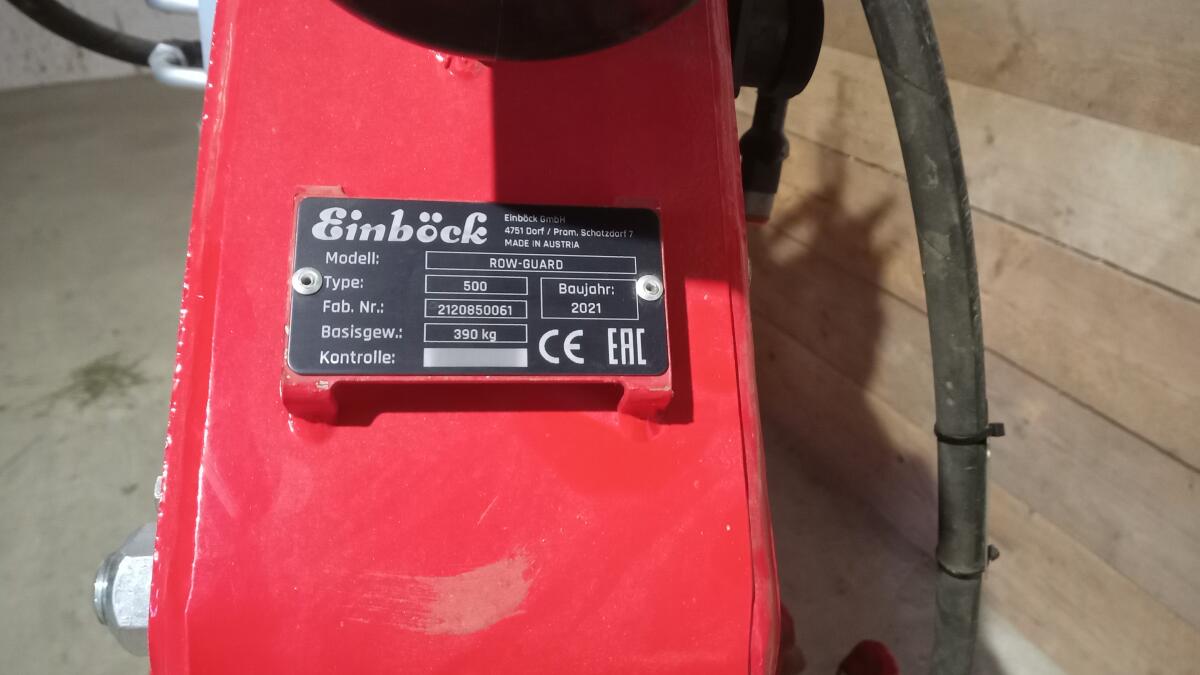 Einböck
Einböck GmbH
4751 Dorf / Pram, Schatzdorf 7
MADE IN AUSTRIA
Modell: ROW-GUARD
Type: 500
Baujahr:
2021
Fab. Nr.: 2120850061
Basisgew.: 390 kg
Kontrolle:
CE EAC